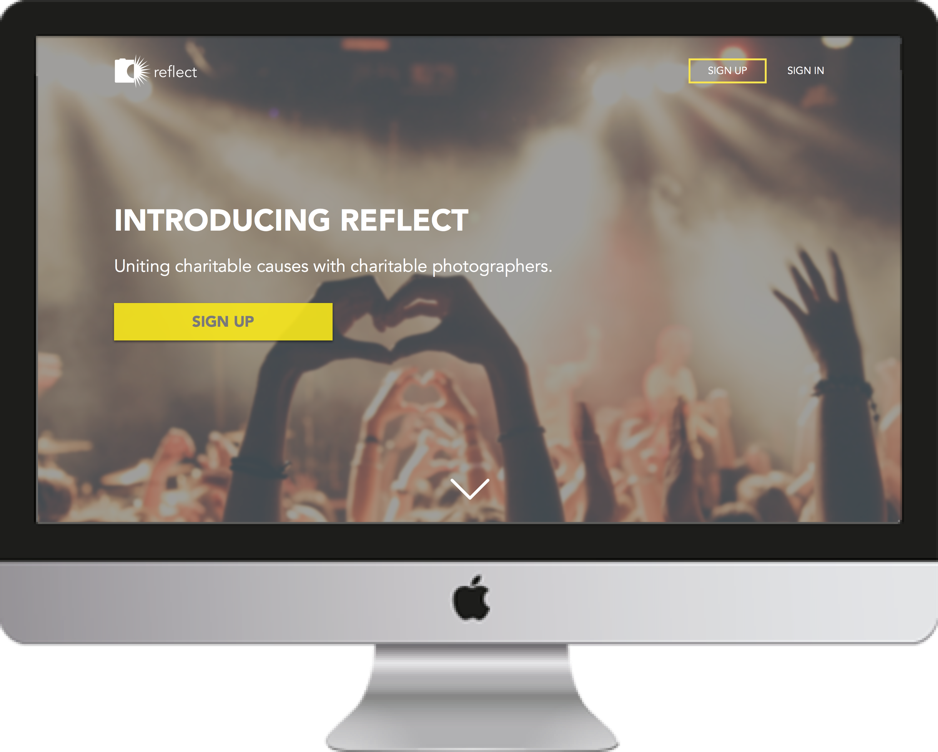 reflect
SIGN UP
SIGN IN
INTRODUCING REFLECT
Uniting charitable causes with charitable photographers.
SIGN UP